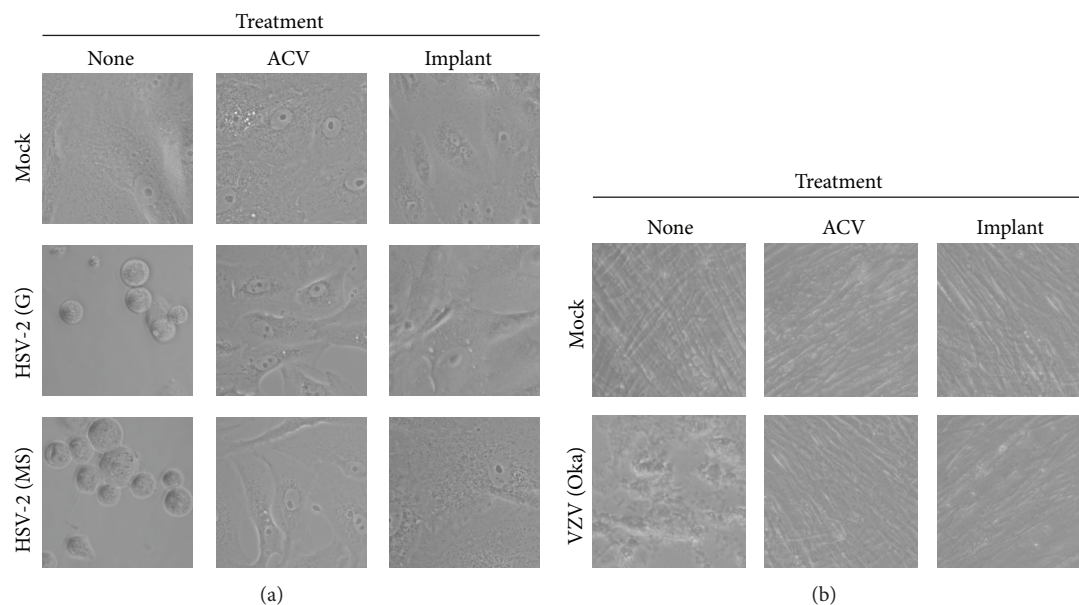 Treatment
None ACV Implant
Mock
HSV-2 (G)
HSV-2 (MS)
(a)
Treatment
None ACV Implant
Mock
VZV (Oka)
(b)